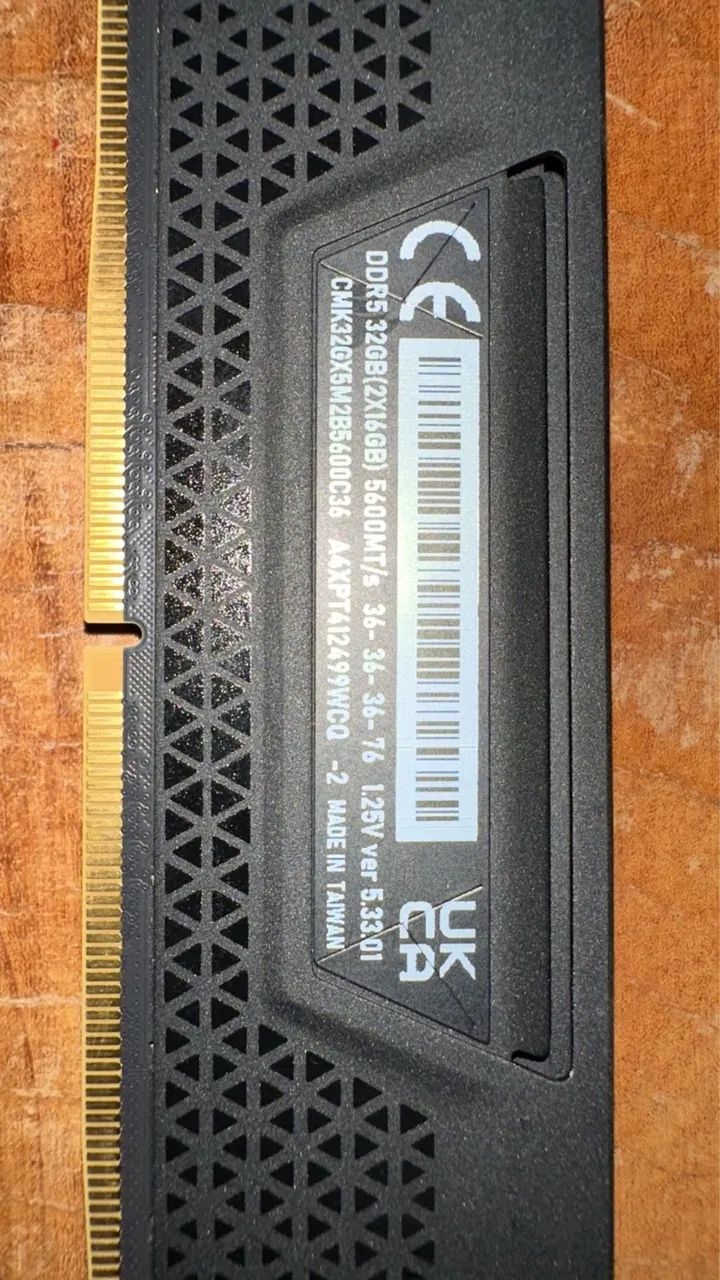 CE
UK
CA
DDR5 32GB(2X16GB) 5600MT/s 36-36-36-76 1.25V ver 5.33.01
CMK32GX5M2B5600C36 A4XPT412499WCQ -2 MADE IN TAIWAN